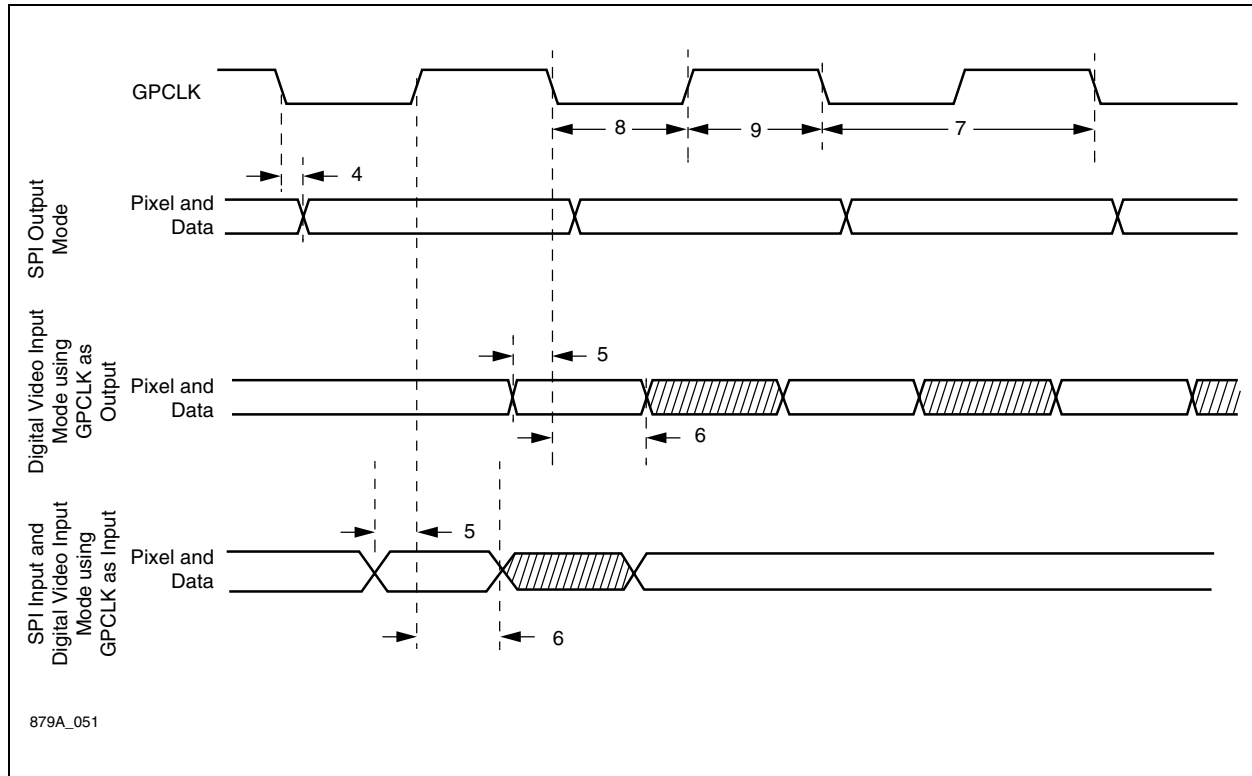 GPCLK
8
9
7
4
SPI Output
Mode
Pixel and
Data
Digital Video Input
Mode using
GPCLK as
Output
5
Pixel and
Data
6
SPI Input and
Digital Video Input
Mode using
GPCLK as Input
5
Pixel and
Data
6
879A_051